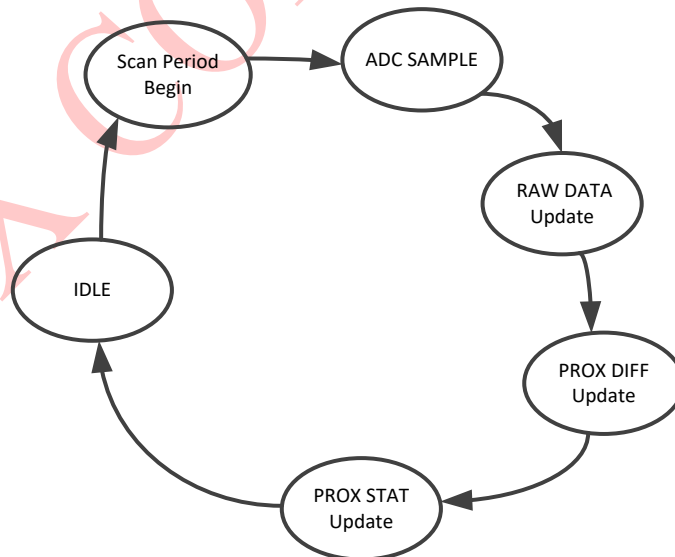 Scan Period
Begin
ADC SAMPLE
RAW DATA
Update
PROX DIFF
Update
PROX STAT
Update
IDLE